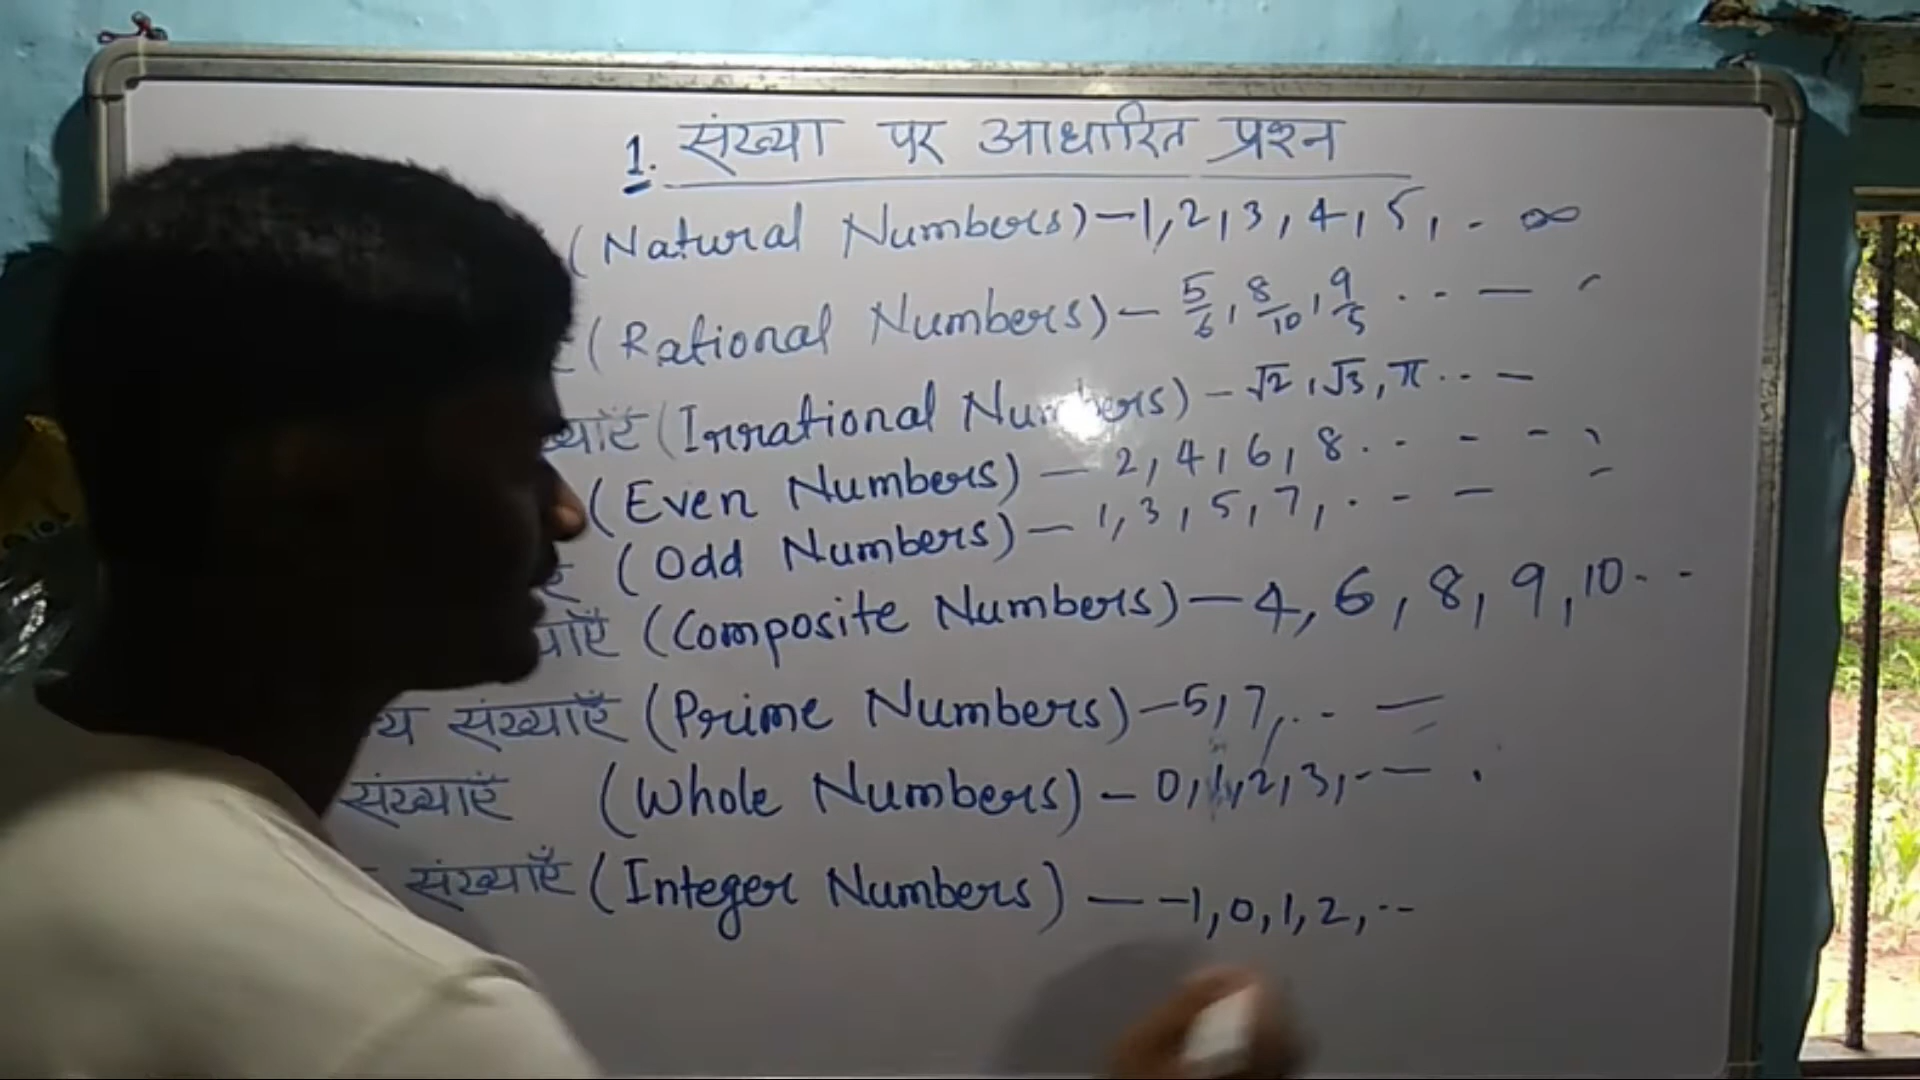 1. संख्या पर आधारित प्रश्न
(Natural Numbers) – 1, 2, 3, 4, 5, . - ∞
(Rational Numbers) – 5/6, 8/10, 9/5 . . - —
(Irrational Numbers) – √2, √3, π . . –
(Even Numbers) – 2, 4, 6, 8 . - - -
(Odd Numbers) – 1, 3, 5, 7, . - –
(Composite Numbers) – 4, 6, 8, 9, 10 - -
संख्याएँ (Prime Numbers) – 5, 7, . - —
संख्याएँ (Whole Numbers) – 0, 1, 2, 3, - —
संख्याएँ (Integer Numbers) – -1, 0, 1, 2, --